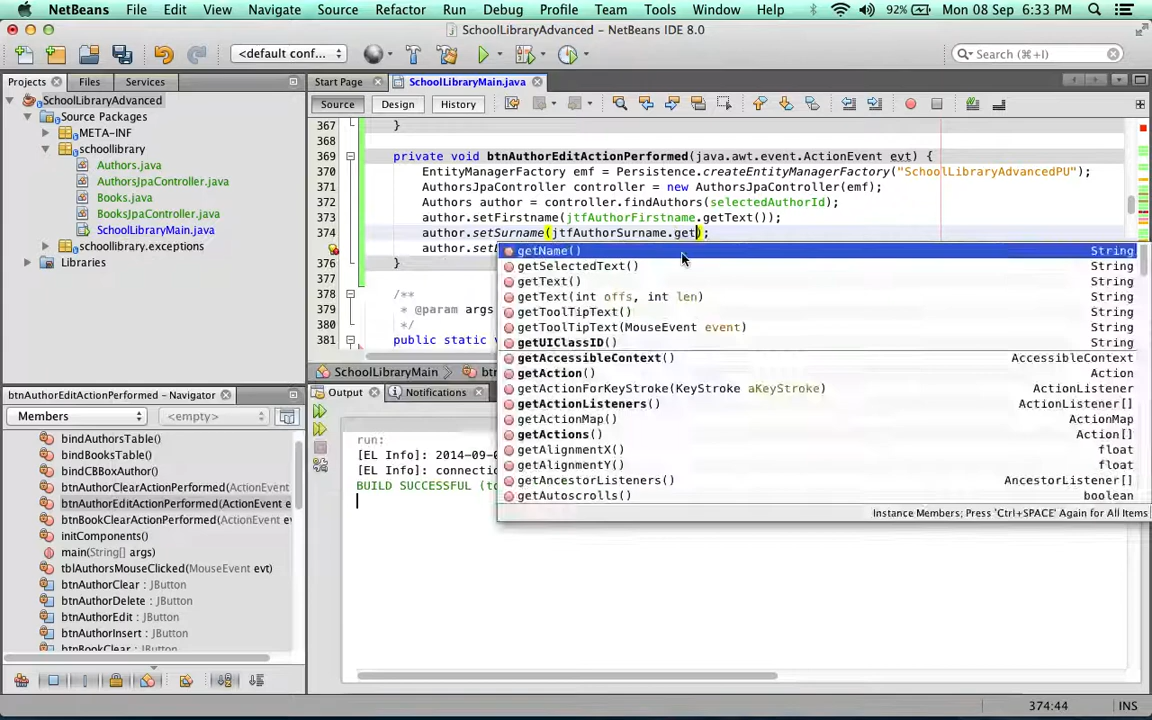 NetBeans File Edit View Navigate Source Refactor Run Debug Profile Team Tools Window Help 92% Mon 08 Sep 6:33 PM
SchoolLibraryAdvanced - NetBeans IDE 8.0
<default conf... Search (⌘+I)
Projects Files Services
SchoolLibraryAdvanced
Source Packages
META-INF
schoollibrary
Authors.java
AuthorsJpaController.java
Books.java
BooksJpaController.java
SchoolLibraryMain.java
schoollibrary.exceptions
Libraries
Start Page SchoolLibraryMain.java
Source Design History
367 }
368
369 private void btnAuthorEditActionPerformed(java.awt.event.ActionEvent evt) {
370 EntityManagerFactory emf = Persistence.createEntityManagerFactory("SchoolLibraryAdvancedPU");
371 AuthorsJpaController controller = new AuthorsJpaController(emf);
372 Authors author = controller.findAuthors(selectedAuthorId);
373 author.setFirstname(jtfAuthorFirstname.getText());
374 author.setSurname(jtfAuthorSurname.get);
author.set
376 }
377
378 /**
379 * @param args
380 */
381 public static v
getName() String
getSelectedText() String
getText() String
getText(int offs, int len) String
getToolTipText() String
getToolTipText(MouseEvent event) String
getUIClassID() String
getAccessibleContext() AccessibleContext
getAction() Action
getActionForKeyStroke(KeyStroke aKeyStroke) ActionListener
getActionListeners() ActionListener[]
getActionMap() ActionMap
getActions() Action[]
getAlignmentX() float
getAlignmentY() float
getAncestorListeners() AncestorListener[]
getAutoscrolls() boolean
Instance Members; Press 'Ctrl+SPACE' Again for All Items
SchoolLibraryMain btn
btnAuthorEditActionPerformed - Navigator
Members <empty>
bindAuthorsTable()
bindBooksTable()
bindCBBoxAuthor()
btnAuthorClearActionPerformed(ActionEvent
btnAuthorEditActionPerformed(ActionEvent e
btnBookClearActionPerformed(ActionEvent ev
initComponents()
main(String[] args)
tblAuthorsMouseClicked(MouseEvent evt)
btnAuthorClear : JButton
btnAuthorDelete : JButton
btnAuthorEdit : JButton
btnAuthorInsert : JButton
btnBookClear : JButton
Output Notifications
run:
[EL Info]: 2014-09-0
[EL Info]: connectio
BUILD SUCCESSFUL (to
374:44 INS